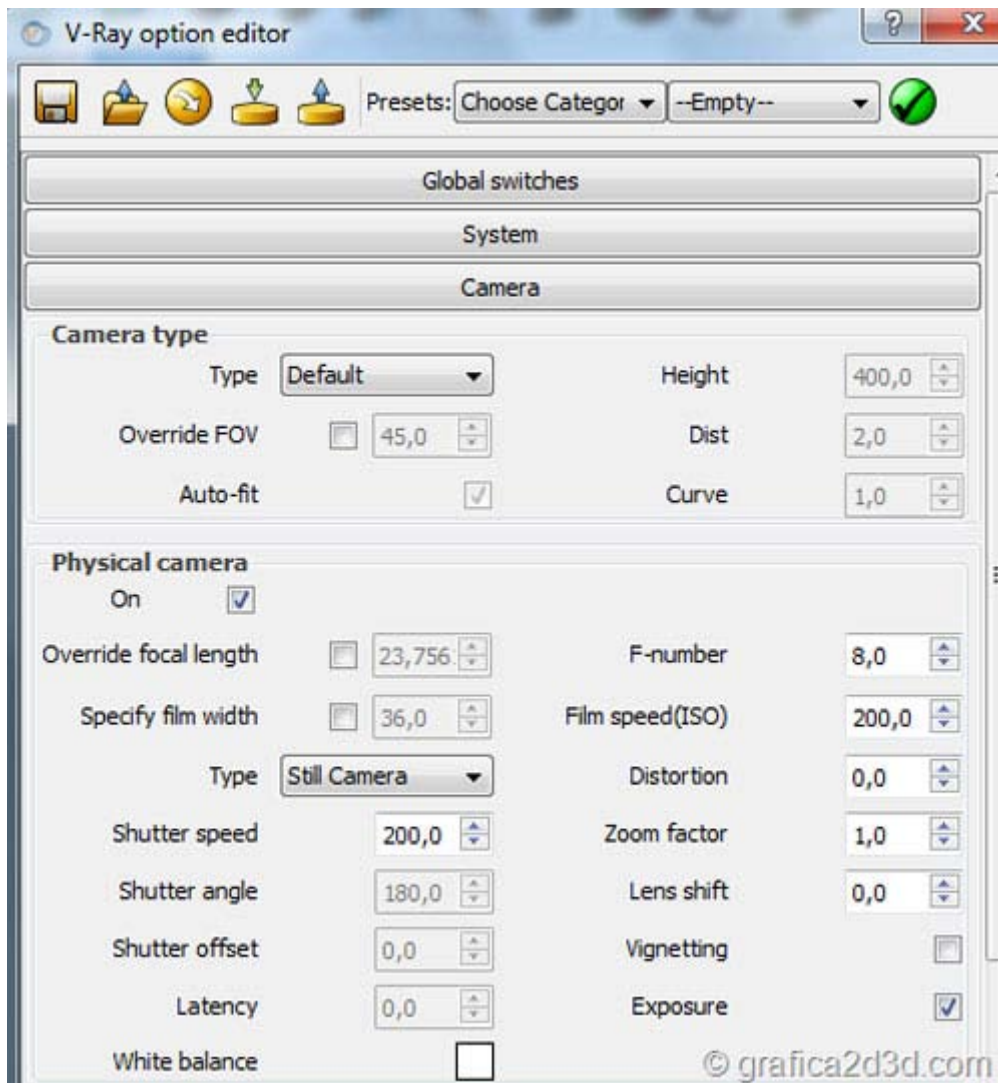 V-Ray option editor
Presets: Choose Categor --Empty--
Global switches
System
Camera
Camera type
Type Default Height 400,0
Override FOV 45,0 Dist 2,0
Auto-fit Curve 1,0
Physical camera
On
Override focal length 23,756 F-number 8,0
Specify film width 36,0 Film speed(ISO) 200,0
Type Still Camera Distortion 0,0
Shutter speed 200,0 Zoom factor 1,0
Shutter angle 180,0 Lens shift 0,0
Shutter offset 0,0 Vignetting
Latency 0,0 Exposure
White balance
© grafica2d3d.com